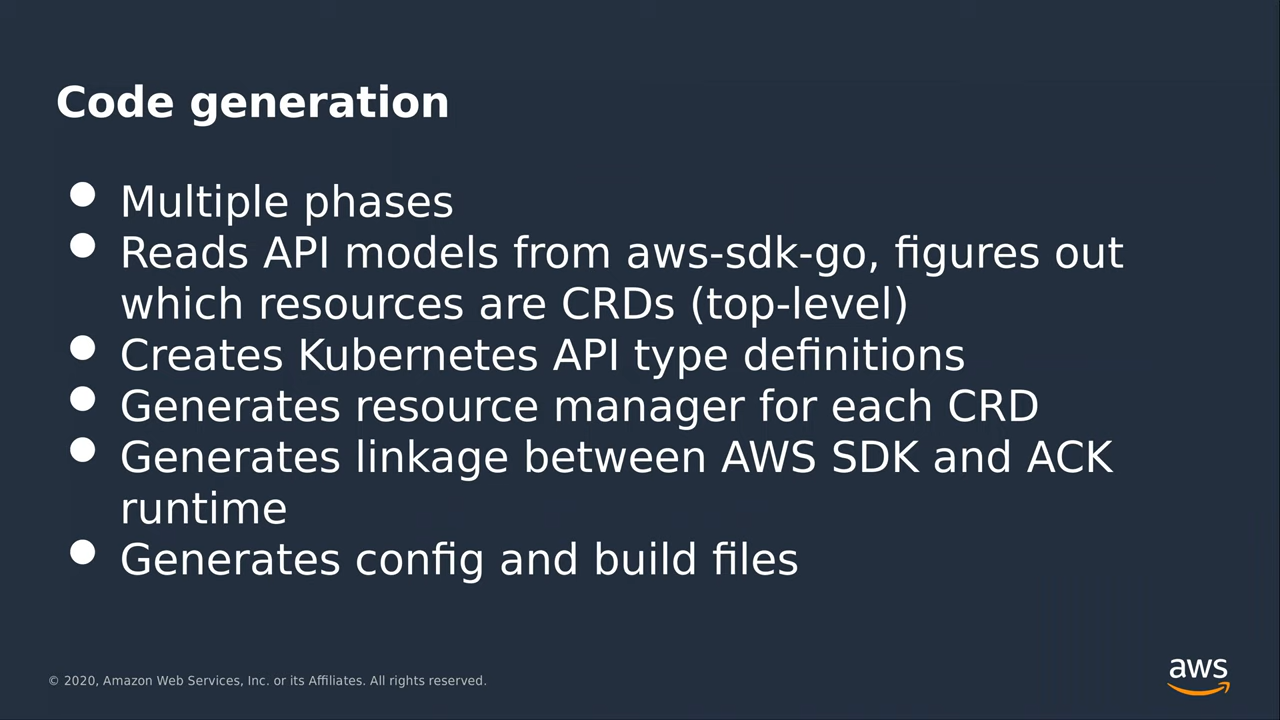 Code generation
● Multiple phases
● Reads API models from aws-sdk-go, figures out
which resources are CRDs (top-level)
● Creates Kubernetes API type definitions
● Generates resource manager for each CRD
● Generates linkage between AWS SDK and ACK
runtime
● Generates config and build files
© 2020, Amazon Web Services, Inc. or its Affiliates. All rights reserved.
aws